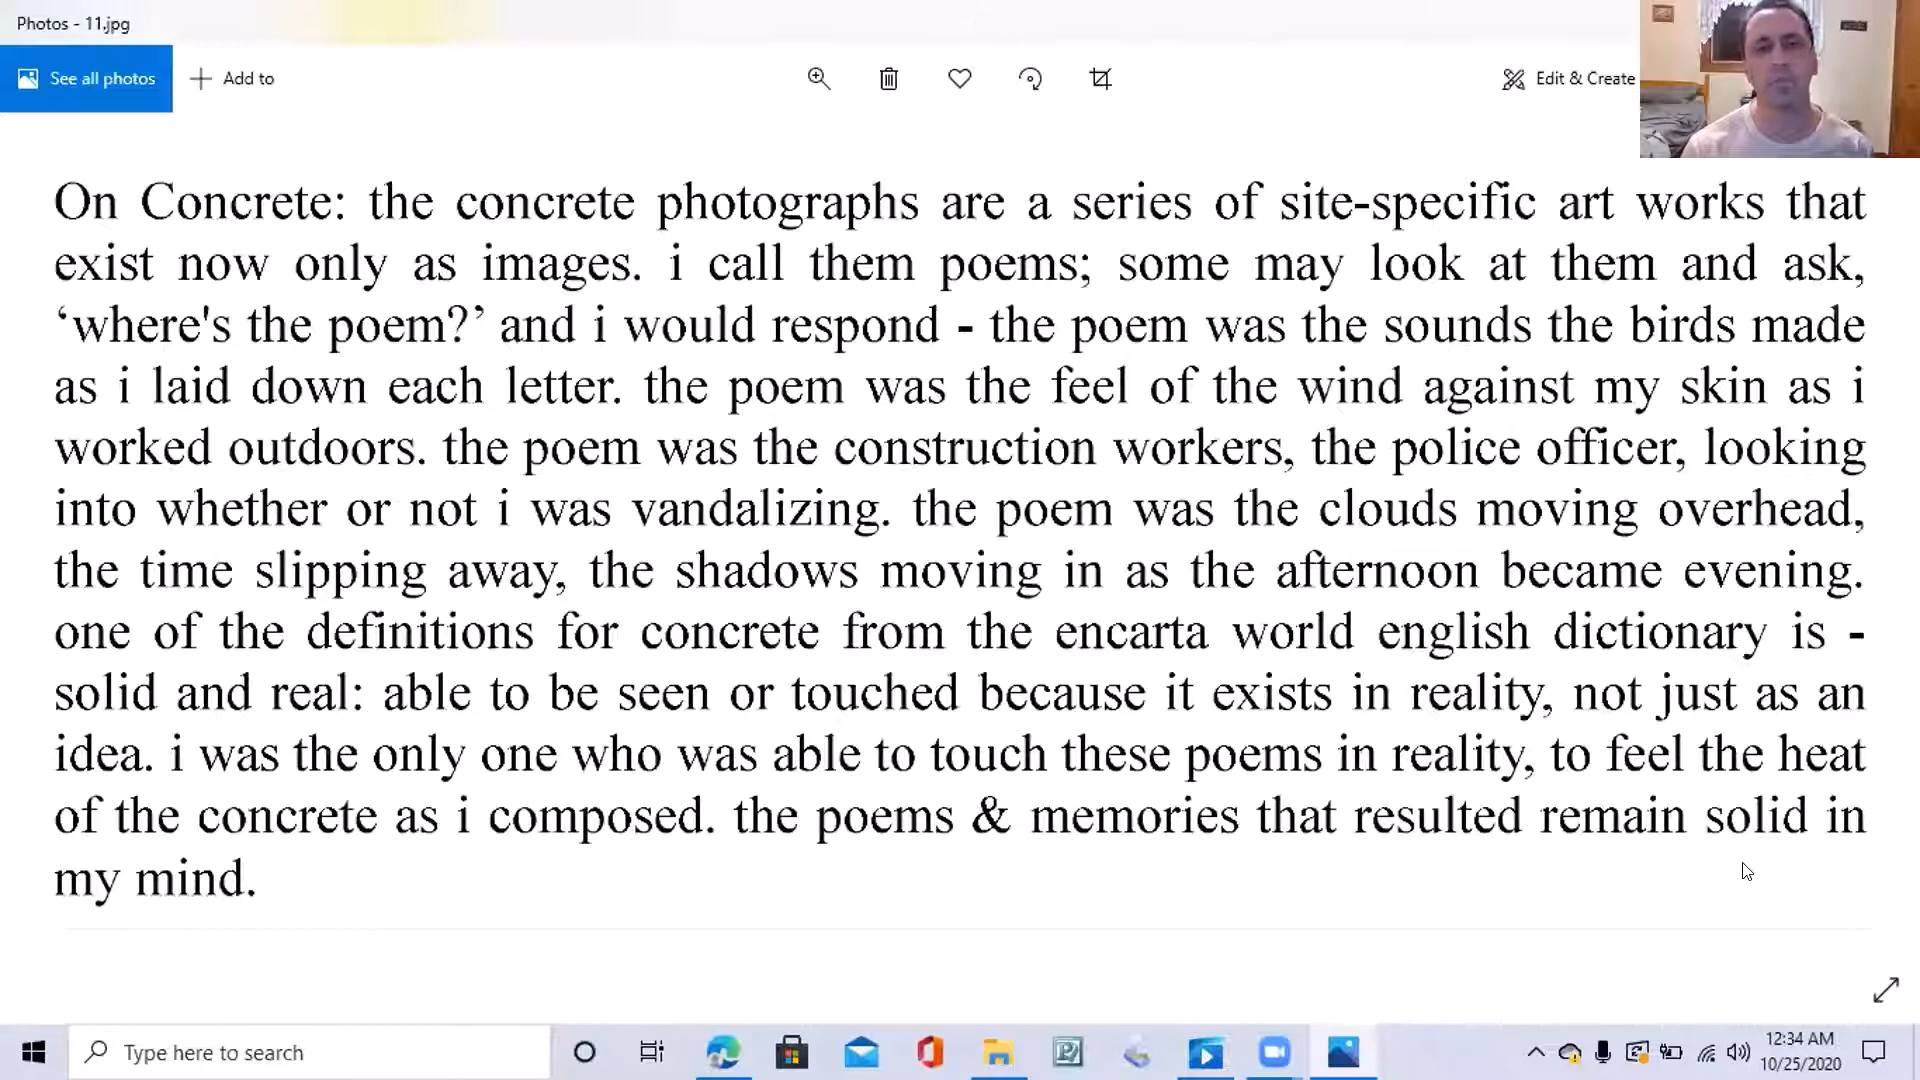 Photos - 11.jpg
See all photos
Add to
Edit & Create
On Concrete: the concrete photographs are a series of site-specific art works that
exist now only as images. i call them poems; some may look at them and ask,
‘where's the poem?’ and i would respond - the poem was the sounds the birds made
as i laid down each letter. the poem was the feel of the wind against my skin as i
worked outdoors. the poem was the construction workers, the police officer, looking
into whether or not i was vandalizing. the poem was the clouds moving overhead,
the time slipping away, the shadows moving in as the afternoon became evening.
one of the definitions for concrete from the encarta world english dictionary is -
solid and real: able to be seen or touched because it exists in reality, not just as an
idea. i was the only one who was able to touch these poems in reality, to feel the heat
of the concrete as i composed. the poems & memories that resulted remain solid in
my mind.
Type here to search
12:34 AM
10/25/2020